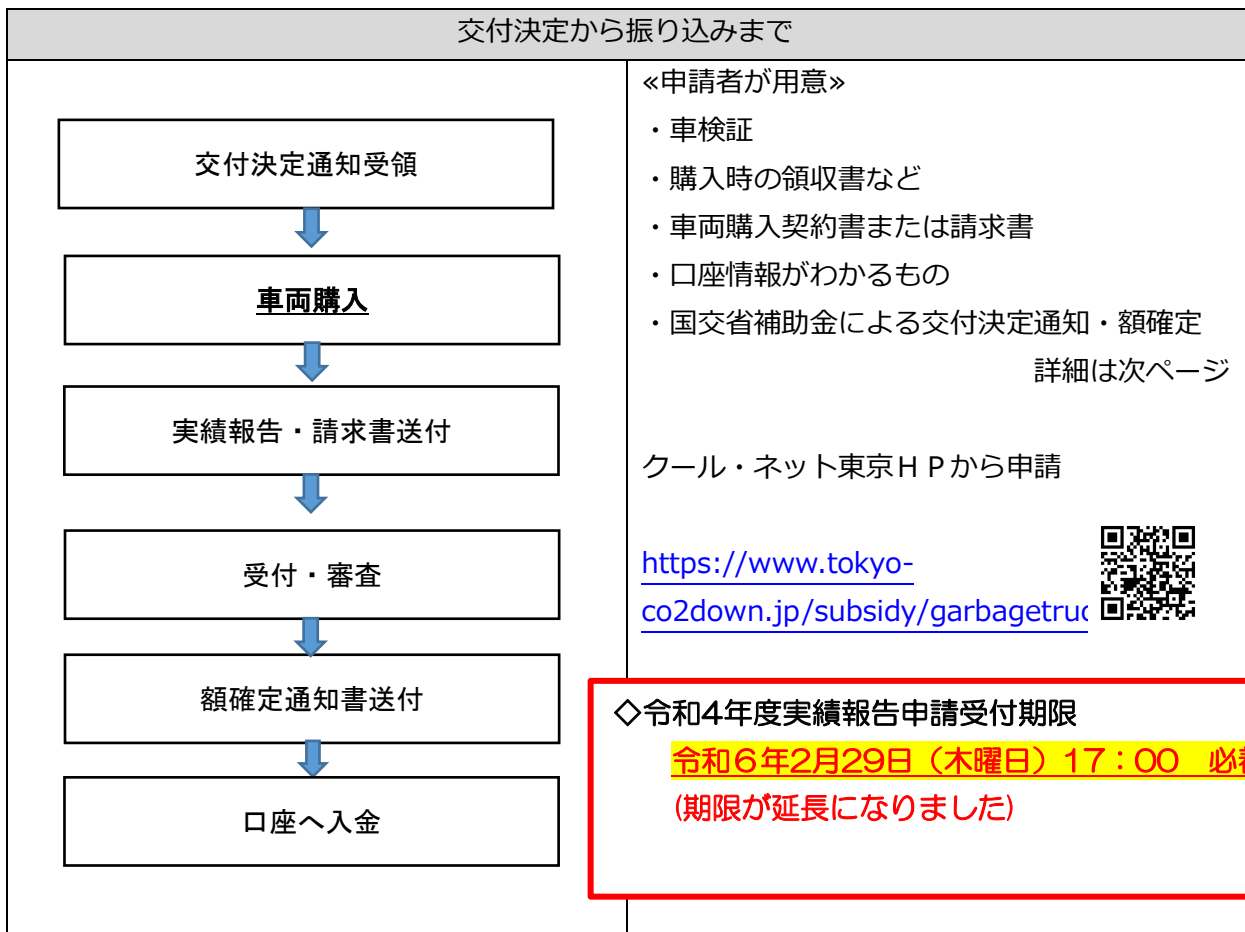 交付決定から振り込みまで
交付決定通知受領
車両購入
実績報告・請求書送付
受付・審査
額確定通知書送付
口座へ入金
≪申請者が用意≫
・車検証
・購入時の領収書など
・車両購入契約書または請求書
・口座情報がわかるもの
・国交省補助金による交付決定通知・額確定
詳細は次ページ
クール・ネット東京ＨＰから申請
https://www.tokyo-
co2down.jp/subsidy/garbagetruc
◇令和4年度実績報告申請受付期限
令和６年2月29日（木曜日）17：00　必着
(期限が延長になりました)